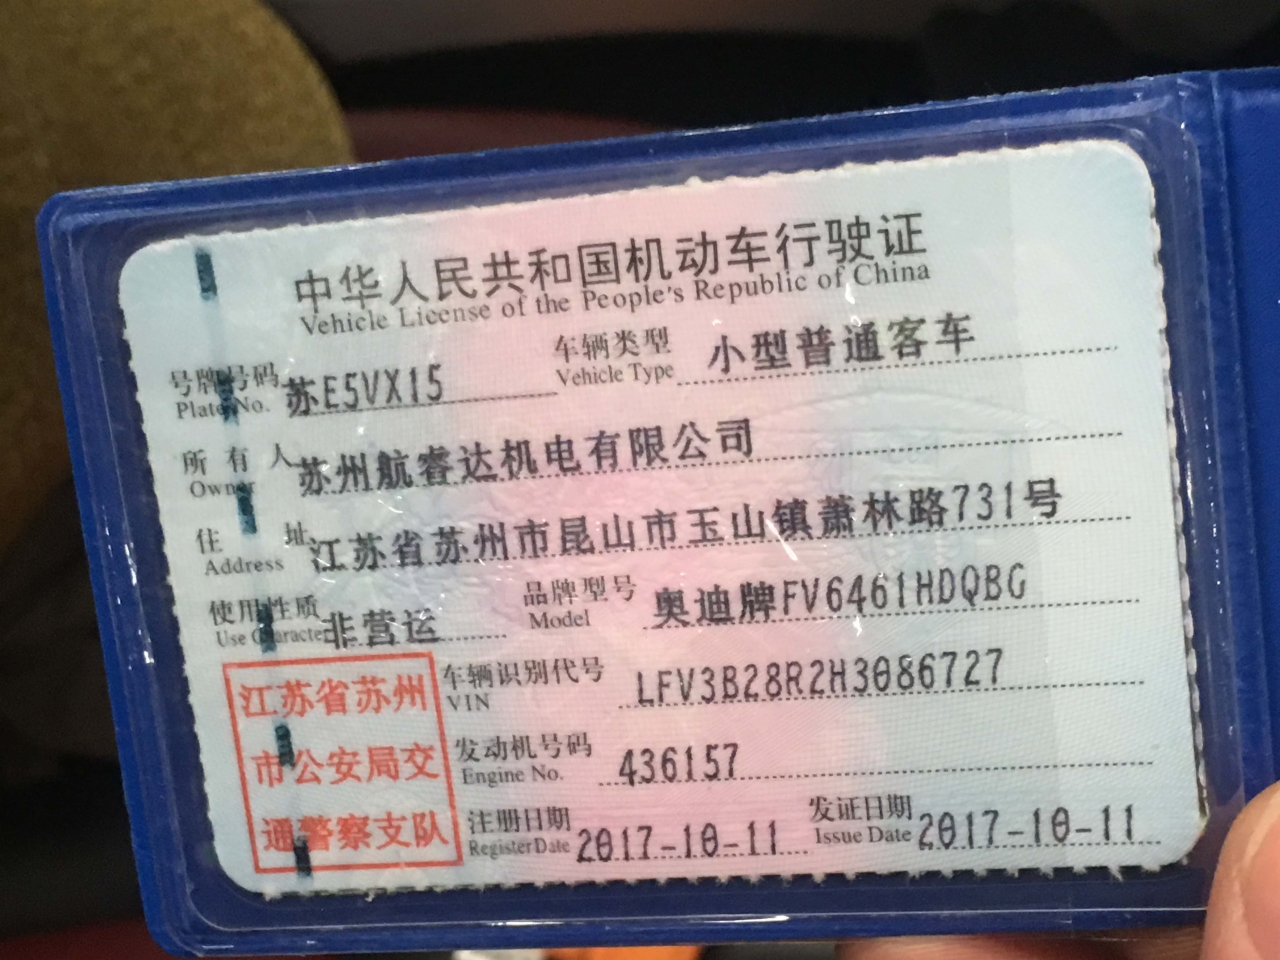 中华人民共和国机动车行驶证
Vehicle License of the People's Republic of China
号牌号码 苏E5VX15 车辆类型 小型普通客车
Plate No. Vehicle Type
所有人 苏州航睿达机电有限公司
Owner
住址 江苏省苏州市昆山市玉山镇萧林路731号
Address
使用性质 非营运 品牌型号 奥迪牌FV6461HDQBG
Use Characte Model
江苏省苏州
市公安局交
通警察支队
车辆识别代号 LFV3B28R2H3086727
VIN
发动机号码 436157
Engine No.
注册日期 2017-10-11 发证日期 2017-10-11
Register Date Issue Date